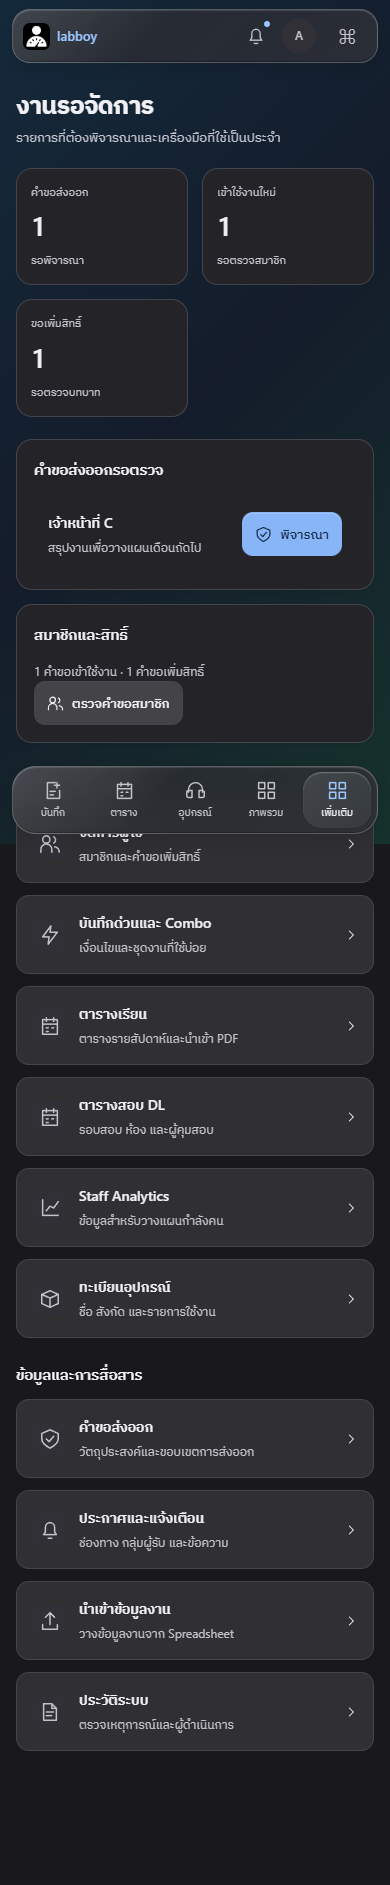 labboy
A
งานรอจัดการ
รายการที่ต้องพิจารณาและเครื่องมือที่ใช้เป็นประจำ
คำขอส่งออก
1
รอพิจารณา
เข้าใช้งานใหม่
1
รอตรวจสมาชิก
ขอเพิ่มสิทธิ์
1
รอตรวจบทบาท
คำขอส่งออกรอตรวจ
เจ้าหน้าที่ C
สรุปงานเพื่อวางแผนเดือนถัดไป
พิจารณา
สมาชิกและสิทธิ์
1 คำขอเข้าใช้งาน · 1 คำขอเพิ่มสิทธิ์
ตรวจคำขอสมาชิก
บันทึก
ตาราง
อุปกรณ์
ภาพรวม
เพิ่มเติม
สมาชิกและคำขอเพิ่มสิทธิ์
บันทึกด่วนและ Combo
เงื่อนไขและชุดงานที่ใช้บ่อย
ตารางเรียน
ตารางรายสัปดาห์และนำเข้า PDF
ตารางสอบ DL
รอบสอบ ห้อง และผู้คุมสอบ
Staff Analytics
ข้อมูลสำหรับวางแผนกำลังคน
ทะเบียนอุปกรณ์
ชื่อ สังกัด และรายการใช้งาน
ข้อมูลและการสื่อสาร
คำขอส่งออก
วัตถุประสงค์และขอบเขตการส่งออก
ประกาศและแจ้งเตือน
ช่องทาง กลุ่มผู้รับ และข้อความ
นำเข้าข้อมูลงาน
วางข้อมูลงานจาก Spreadsheet
ประวัติระบบ
ตรวจเหตุการณ์และผู้ดำเนินการ